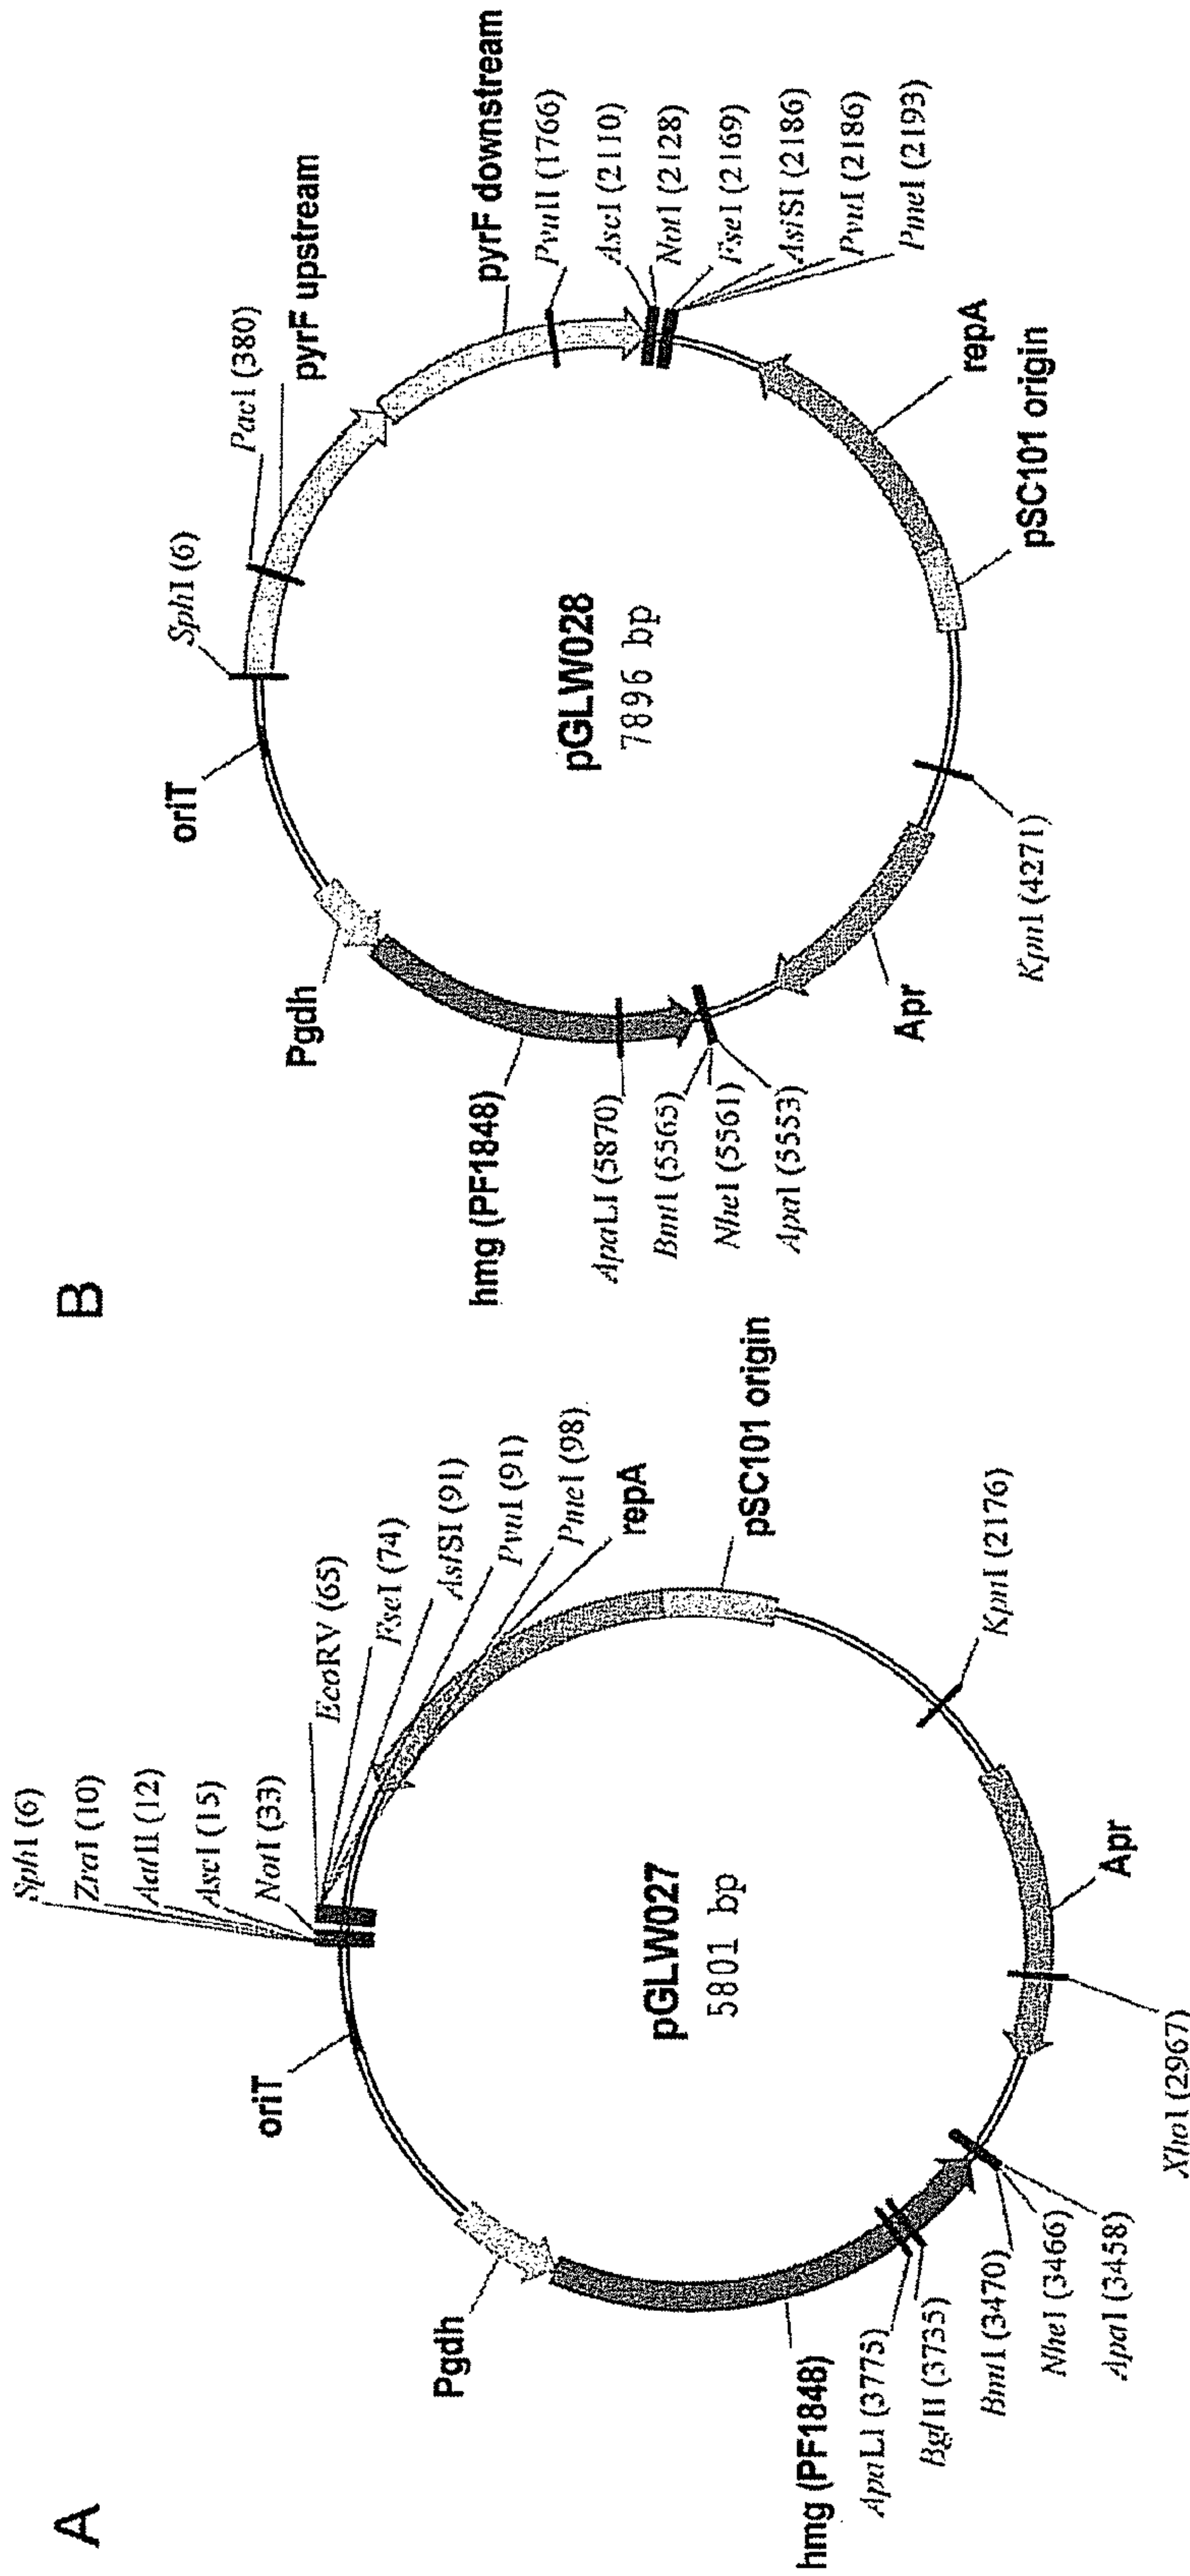 A
pGLW027
5801 bp
SphI (6)
ZraI (10)
AatII (12)
AscI (15)
NotI (33)
EcoRV (65)
FseI (74)
AsiSI (91)
PvuI (91)
PmeI (98)
repA
pSC101 origin
KpnI (2176)
Apr
XhoI (2967)
ApaI (3458)
NheI (3466)
BmtI (3470)
BglII (3735)
ApaLI (3775)
hmg (PF1848)
Pgdh
oriT
B
pGLW028
7896 bp
SphI (6)
PacI (380)
pyrF upstream
pyrF downstream
PvuII (1766)
AscI (2110)
NotI (2128)
FseI (2169)
AsiSI (2186)
PvuI (2186)
PmeI (2193)
repA
pSC101 origin
KpnI (4271)
Apr
ApaI (5553)
NheI (5561)
BmtI (5565)
ApaLI (5870)
hmg (PF1848)
Pgdh
oriT